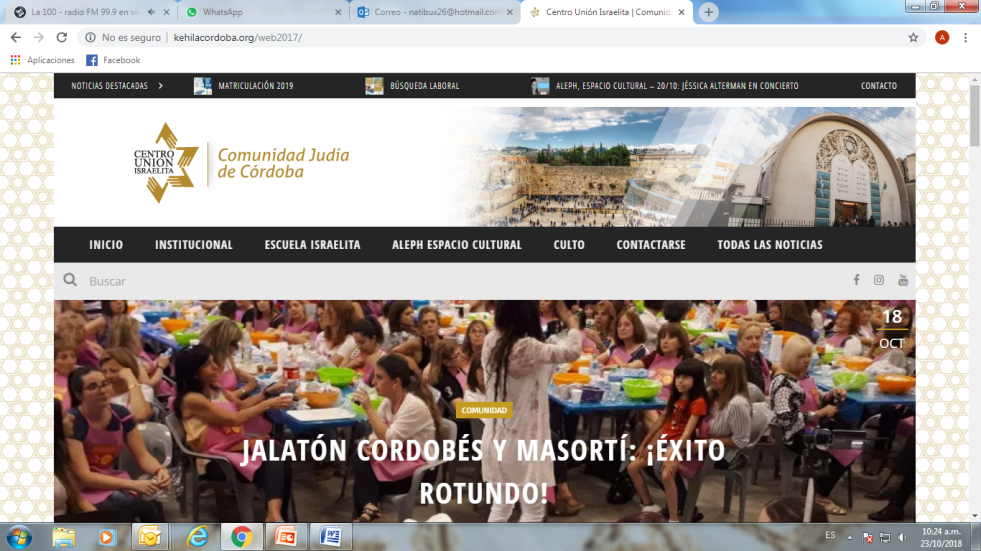 La 100 - radio FM 99.9 en vi
WhatsApp
Correo - natibux26@hotmail.com
Centro Unión Israelita | Comunid
No es seguro | kehilacordoba.org/web2017/
A
Aplicaciones
Facebook
NOTICIAS DESTACADAS
MATRICULACIÓN 2019
BÚSQUEDA LABORAL
ALEPH, ESPACIO CULTURAL – 20/10: JÉSSICA ALTERMAN EN CONCIERTO
CONTACTO
CENTRO
UNION
ISRAELITA
Comunidad Judía
de Córdoba
INICIO
INSTITUCIONAL
ESCUELA ISRAELITA
ALEPH ESPACIO CULTURAL
CULTO
CONTACTARSE
TODAS LAS NOTICIAS
Buscar
18
OCT
COMUNIDAD
JALATÓN CORDOBÉS Y MASORTÍ: ¡ÉXITO
ROTUNDO!
ES
10:24 a.m.
23/10/2018